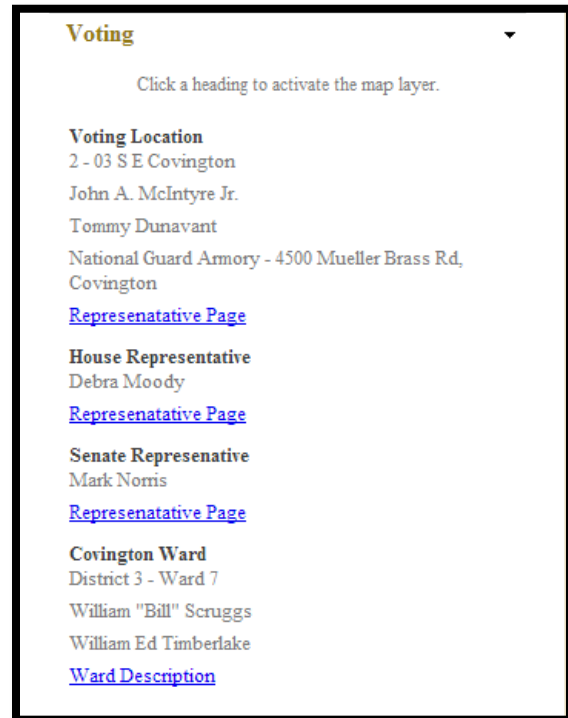 Voting
Click a heading to activate the map layer.
Voting Location
2 - 03 S E Covington
John A. McIntyre Jr.
Tommy Dunavant
National Guard Armory - 4500 Mueller Brass Rd,
Covington
Represenatative Page
House Representative
Debra Moody
Represenatative Page
Senate Represenative
Mark Norris
Represenatative Page
Covington Ward
District 3 - Ward 7
William "Bill" Scruggs
William Ed Timberlake
Ward Description